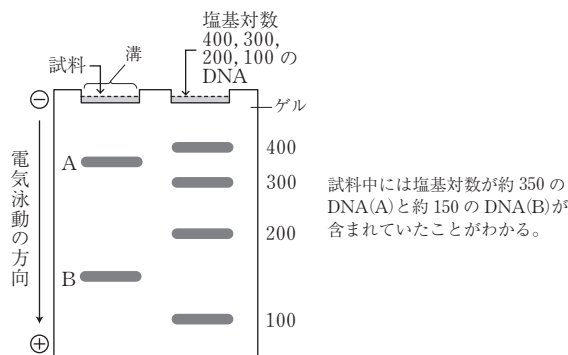 塩基対数
400, 300,
200, 100 の
DNA
溝
試料
⊖
ゲル
電気泳動の方向
A
B
400
300
200
100
⊕
試料中には塩基対数が約 350 の
DNA(A)と約 150 の DNA(B)が
含まれていたことがわかる。